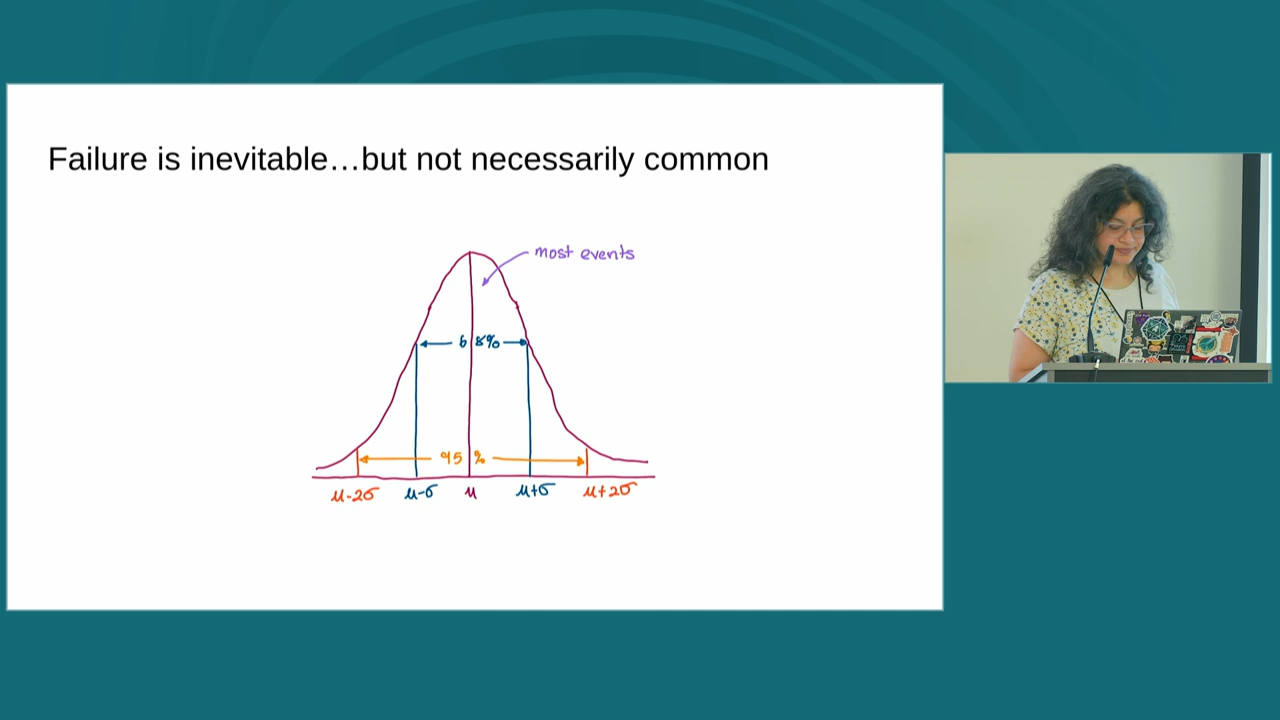 Failure is inevitable…but not necessarily common
most events
68%
95%
μ-2σ μ-σ μ μ+σ μ+2σ